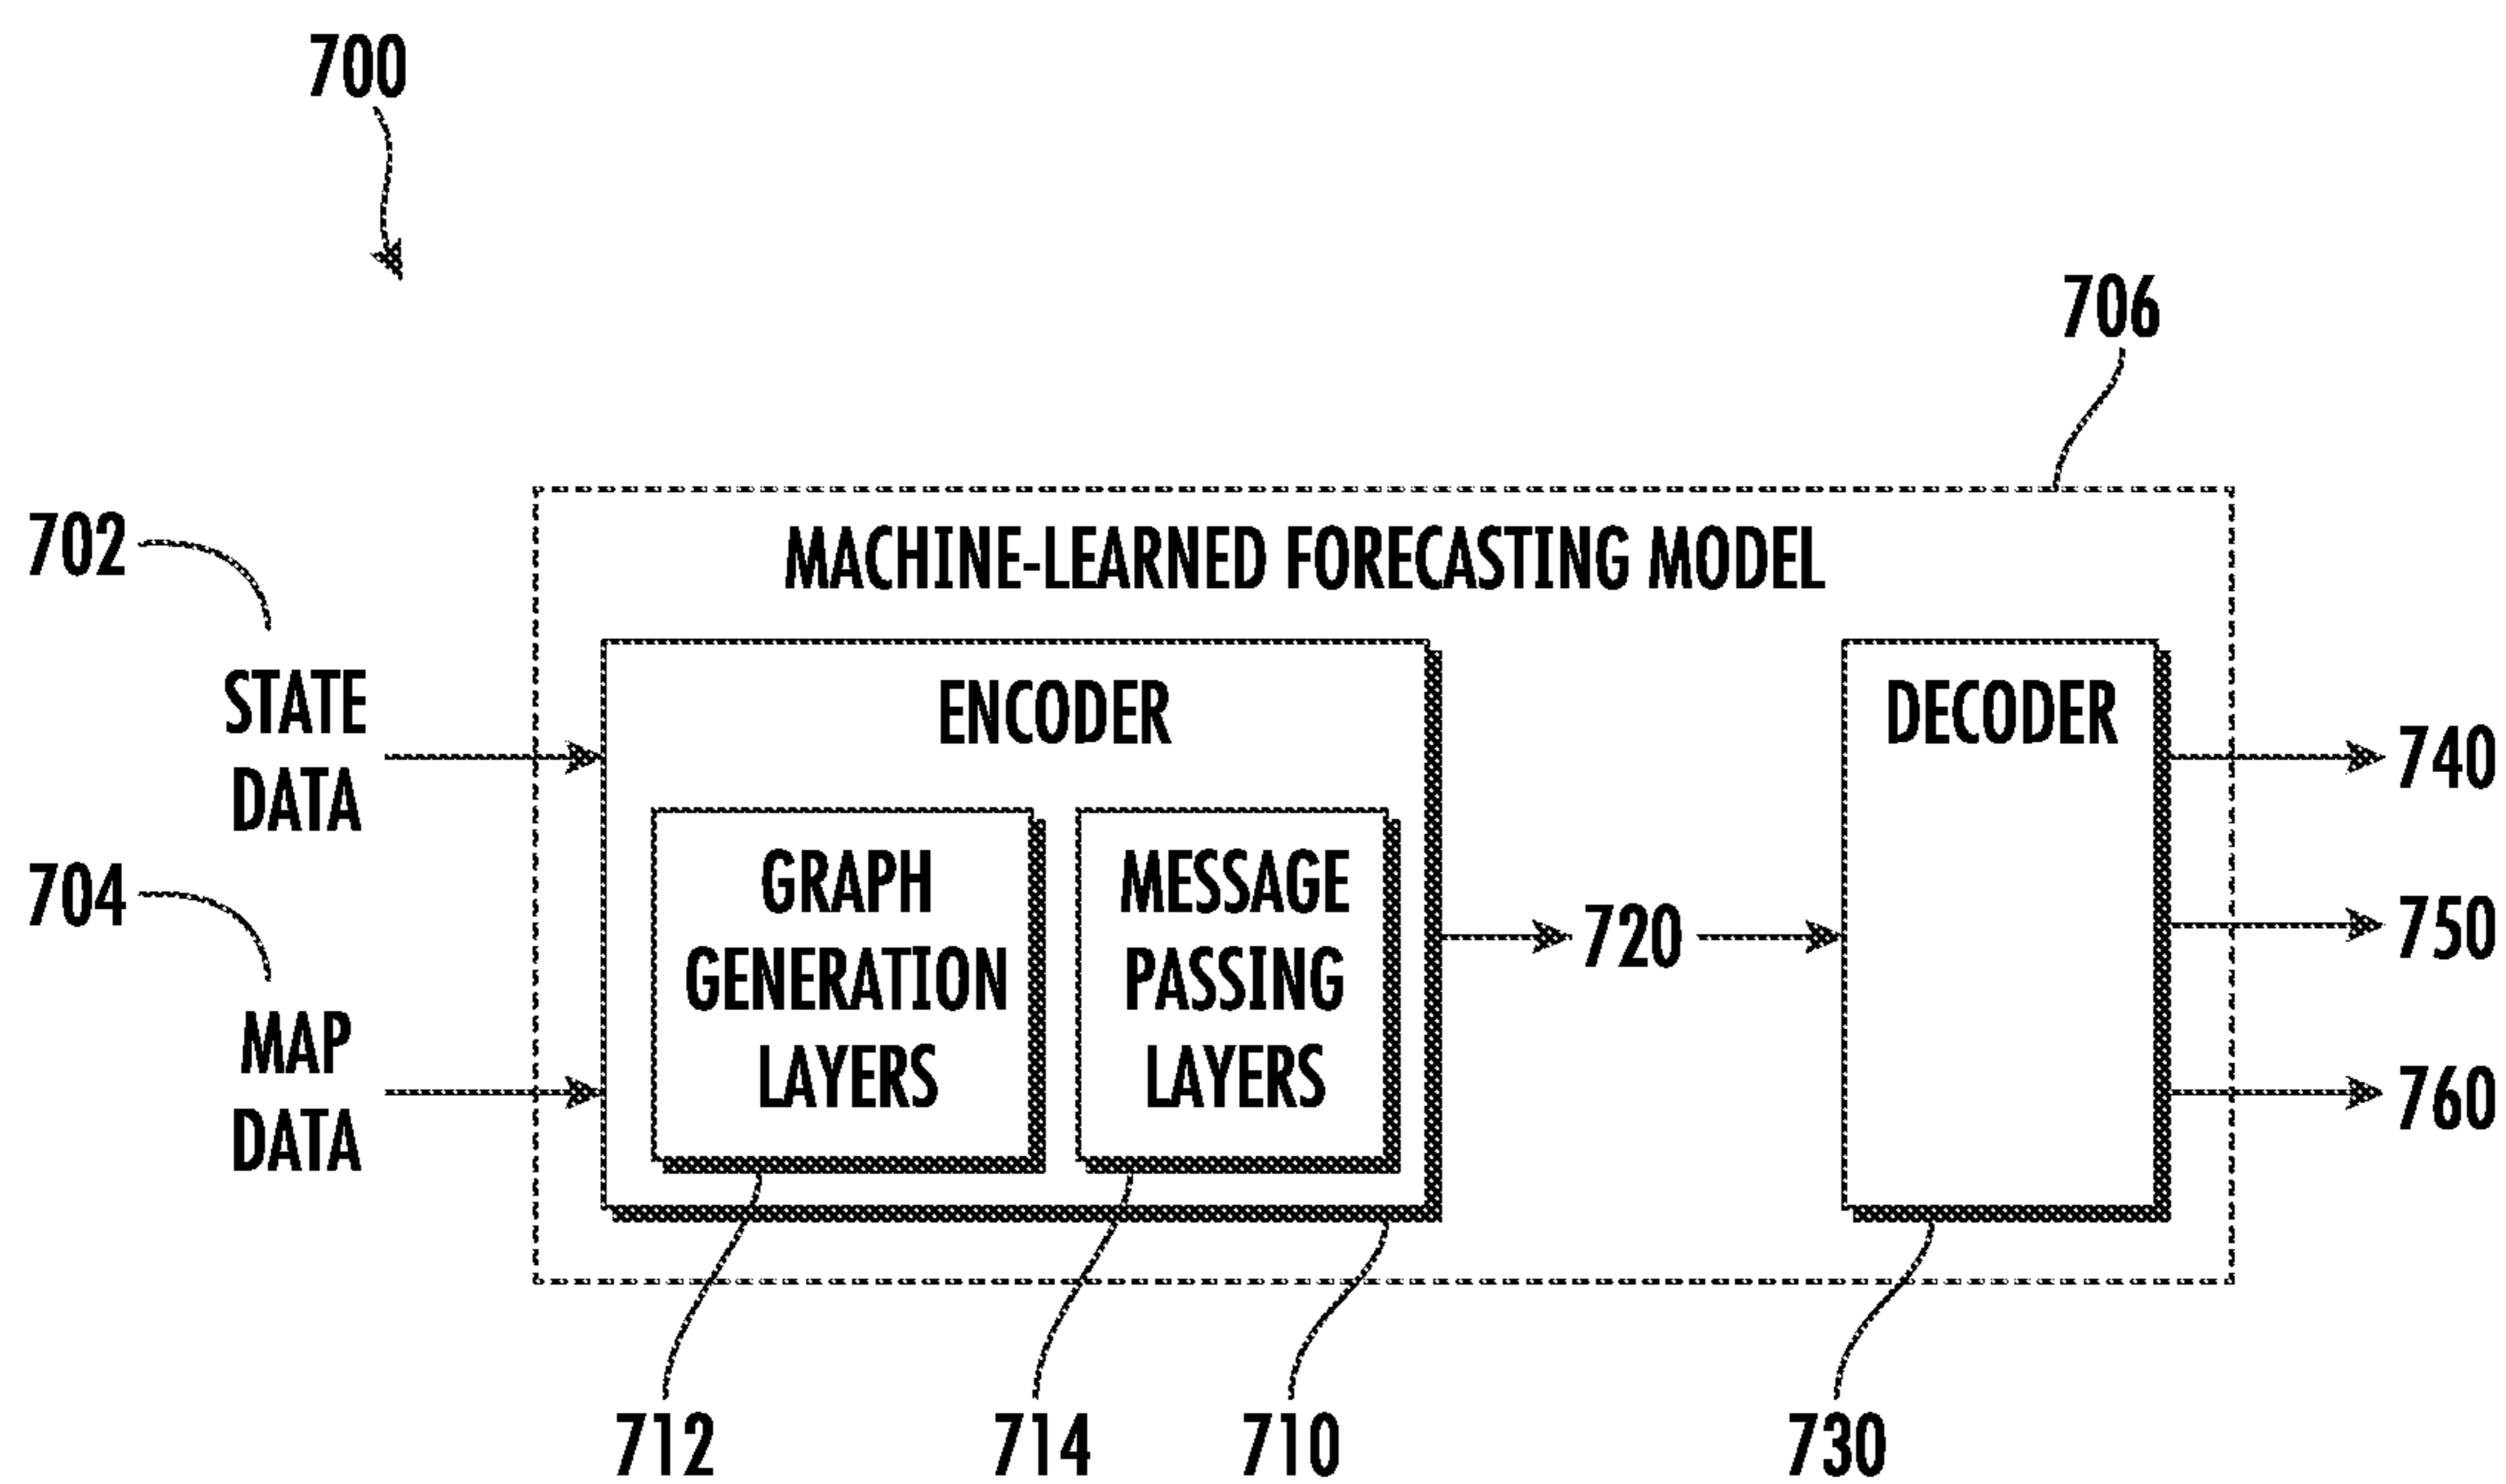 700
706
702
MACHINE-LEARNED FORECASTING MODEL
STATE
DATA
ENCODER
DECODER
740
704
GRAPH
GENERATION
LAYERS
MESSAGE
PASSING
LAYERS
720
750
MAP
DATA
760
712
714
710
730